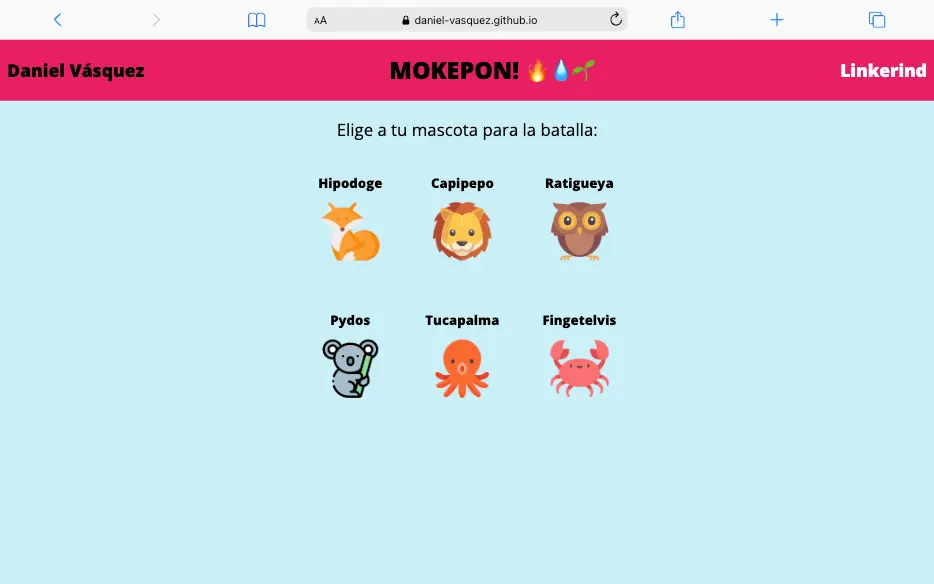 AA daniel-vasquez.github.io
Daniel Vásquez MOKEPON! 🔥💧🌱 Linkerind
Elige a tu mascota para la batalla:
Hipodoge Capipepo Ratigueya
Pydos Tucapalma Fingetelvis